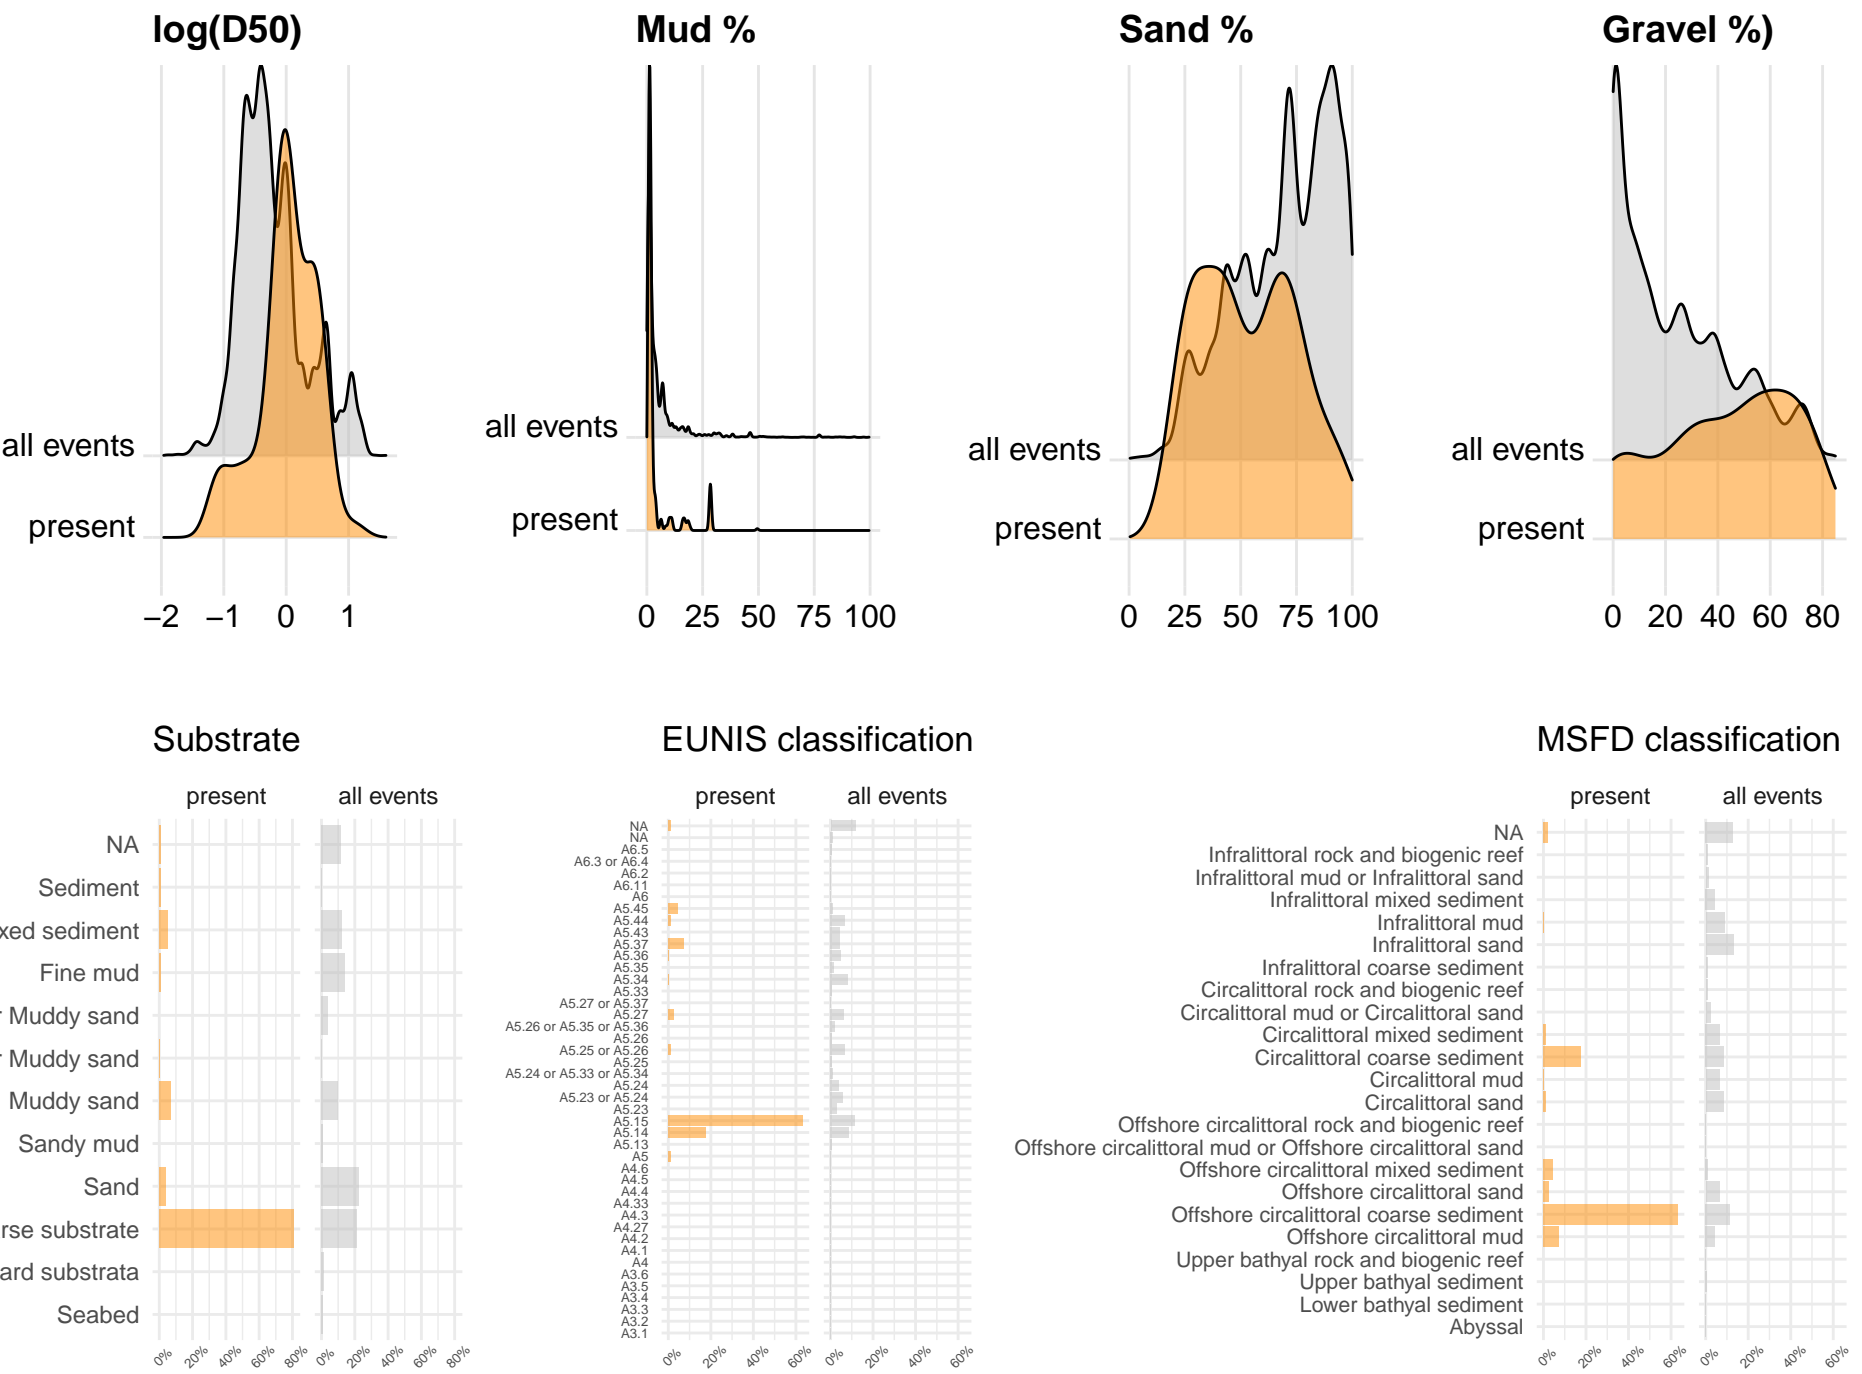 log(D50)
Mud %
Sand %
Gravel %)
all events
present
−2 −1 0 1
all events
present
0 25 50 75 100
all events
present
0 25 50 75 100
all events
present
0 20 40 60 80
Substrate
present all events
NA
Sediment
xed sediment
Fine mud
r Muddy sand
r Muddy sand
Muddy sand
Sandy mud
Sand
rse substrate
ard substrata
Seabed
0% 20% 40% 60% 80% 0% 20% 40% 60% 80%
EUNIS classification
present all events
NA
NA
A6.5
A6.3 or A6.4
A6.2
A6.11
A6
A5.45
A5.44
A5.43
A5.37
A5.36
A5.35
A5.34
A5.33
A5.27 or A5.37
A5.27
A5.26 or A5.35 or A5.36
A5.26
A5.25 or A5.26
A5.25
A5.24 or A5.33 or A5.34
A5.24
A5.23 or A5.24
A5.23
A5.15
A5.14
A5.13
A5
A4.6
A4.5
A4.4
A4.33
A4.3
A4.27
A4.2
A4.1
A4
A3.6
A3.5
A3.4
A3.3
A3.2
A3.1
0% 20% 40% 60% 0% 20% 40% 60%
MSFD classification
present all events
NA
Infralittoral rock and biogenic reef
Infralittoral mud or Infralittoral sand
Infralittoral mixed sediment
Infralittoral mud
Infralittoral sand
Infralittoral coarse sediment
Circalittoral rock and biogenic reef
Circalittoral mud or Circalittoral sand
Circalittoral mixed sediment
Circalittoral coarse sediment
Circalittoral mud
Circalittoral sand
Offshore circalittoral rock and biogenic reef
Offshore circalittoral mud or Offshore circalittoral sand
Offshore circalittoral mixed sediment
Offshore circalittoral sand
Offshore circalittoral coarse sediment
Offshore circalittoral mud
Upper bathyal rock and biogenic reef
Upper bathyal sediment
Lower bathyal sediment
Abyssal
0% 20% 40% 60% 0% 20% 40% 60%